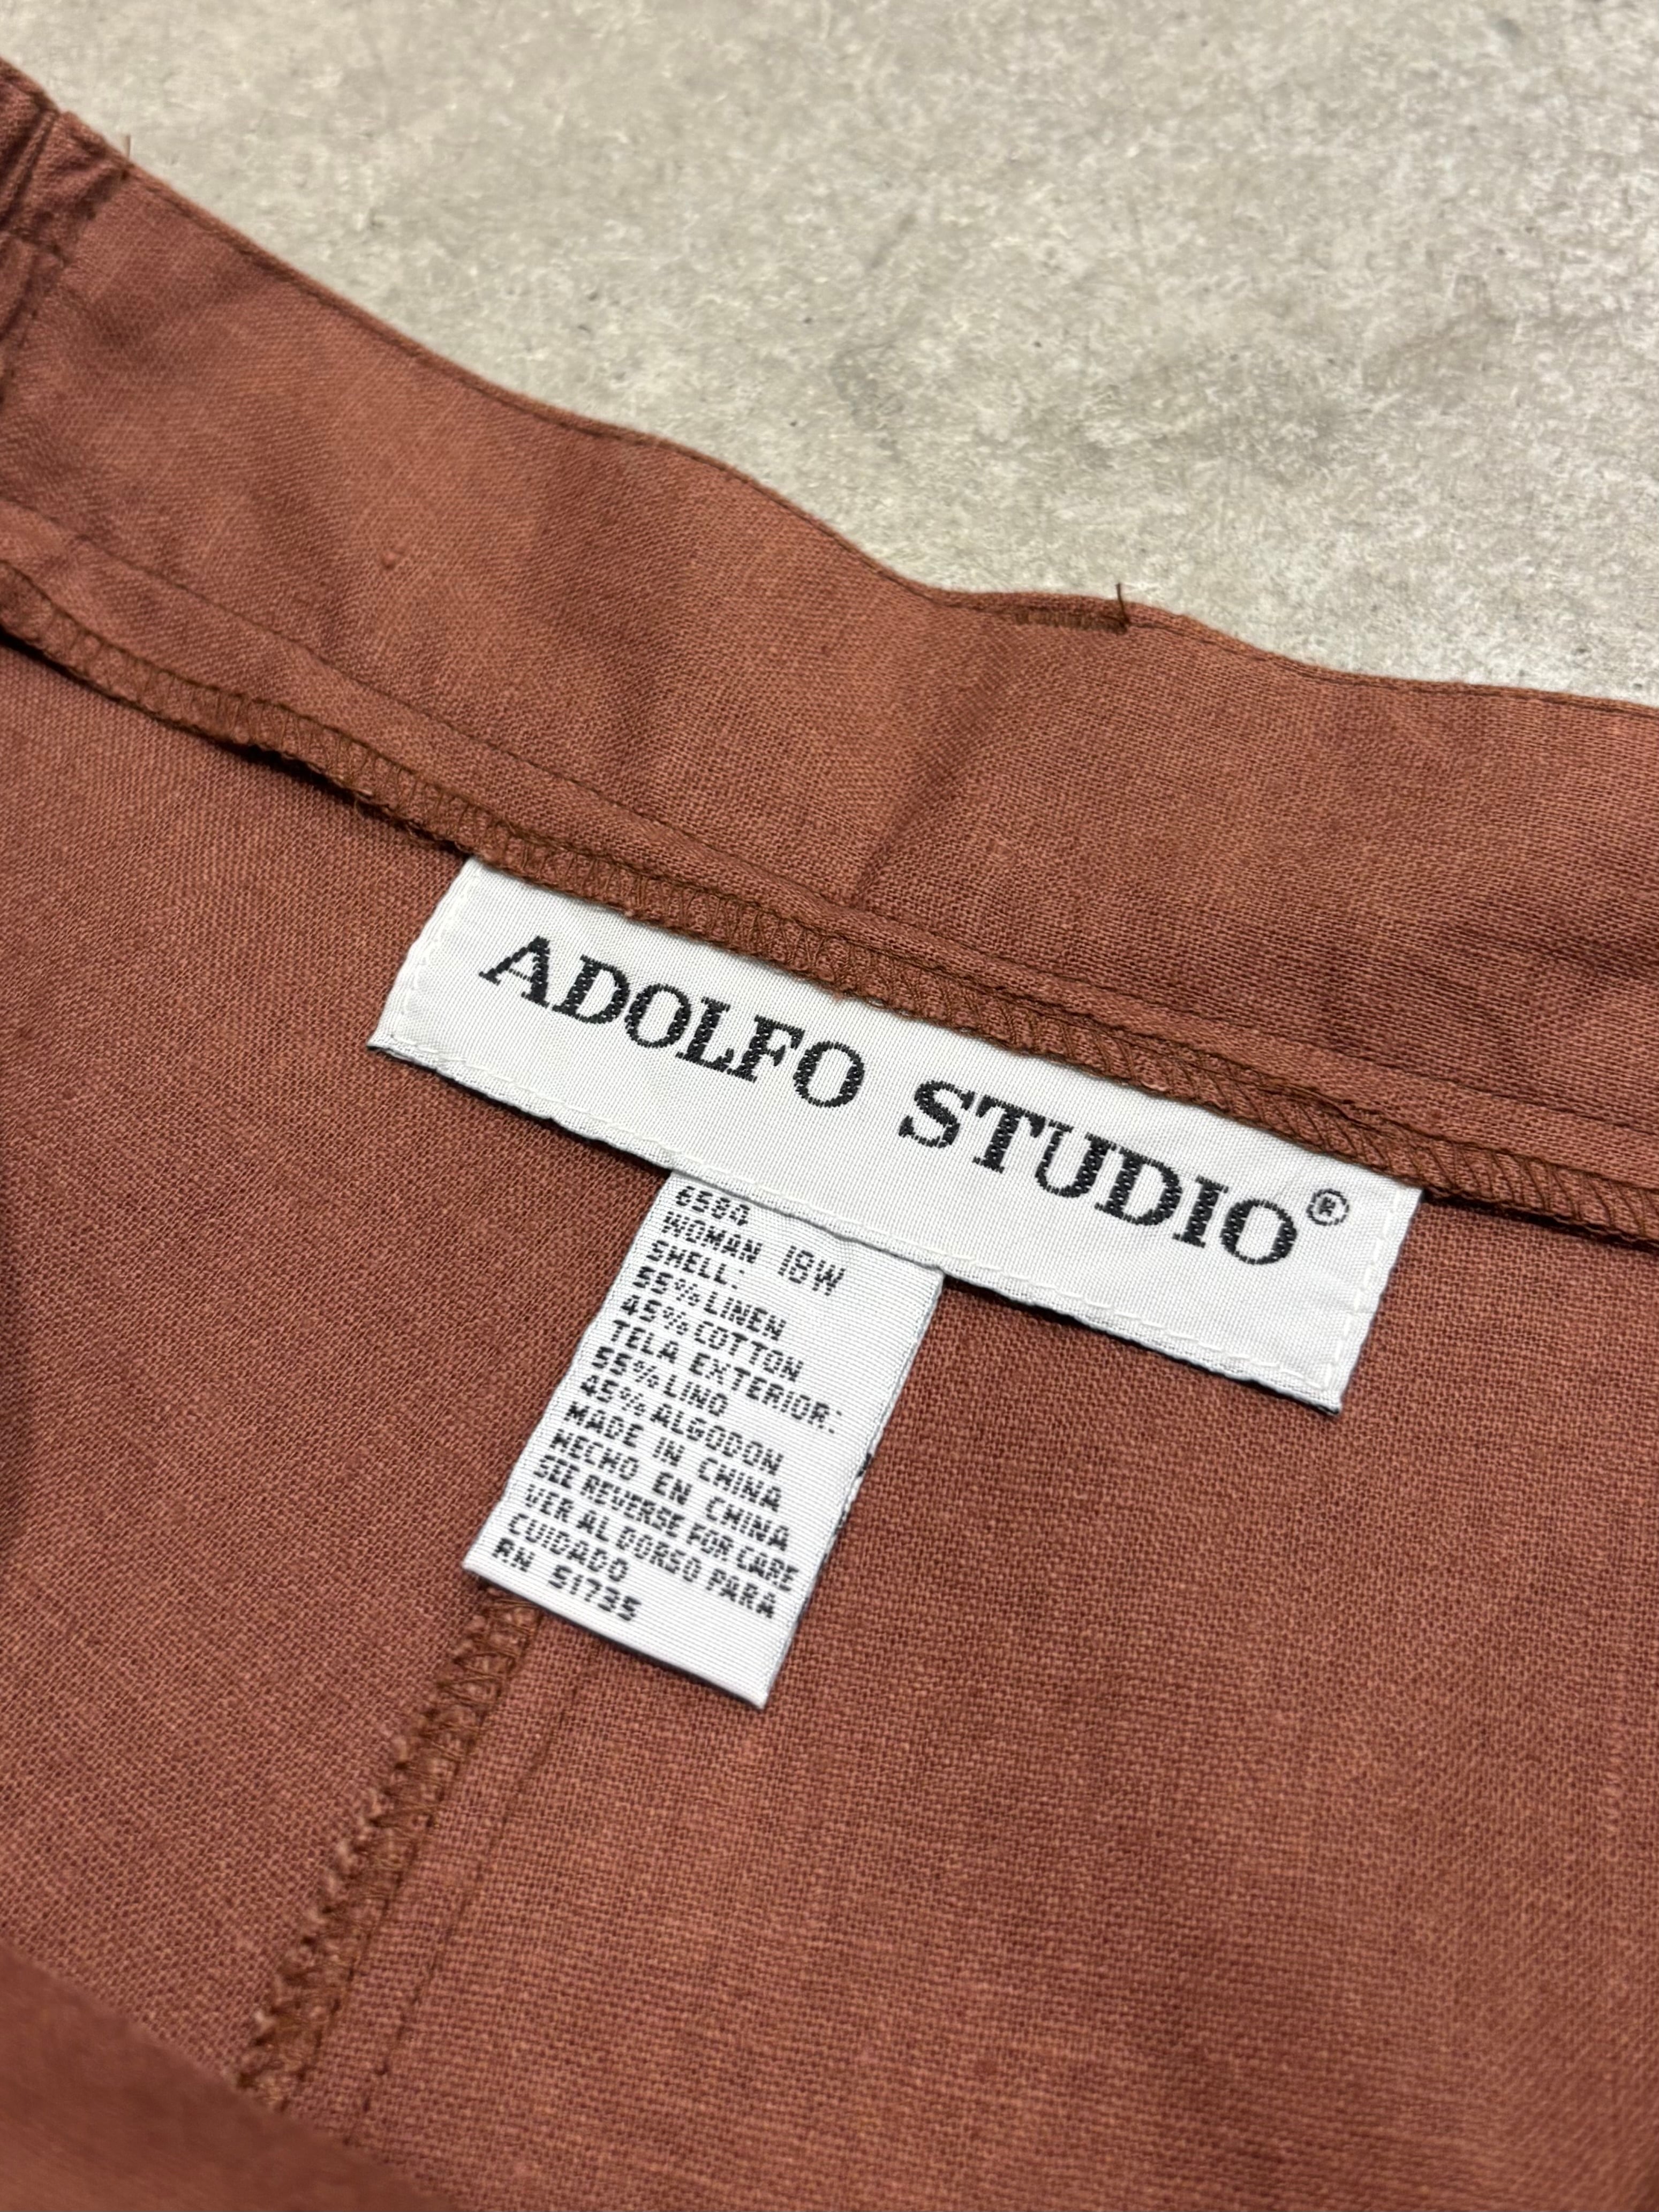 ADOLFO STUDIO®
6584
WOMAN 18W
SHELL:
55% LINEN
45% COTTON
TELA EXTERIOR:
55% LINO
45% ALGODON
MADE IN CHINA
HECHO EN CHINA
SEE REVERSE FOR CARE
VER AL DORSO PARA
CUIDADO
RN 51735